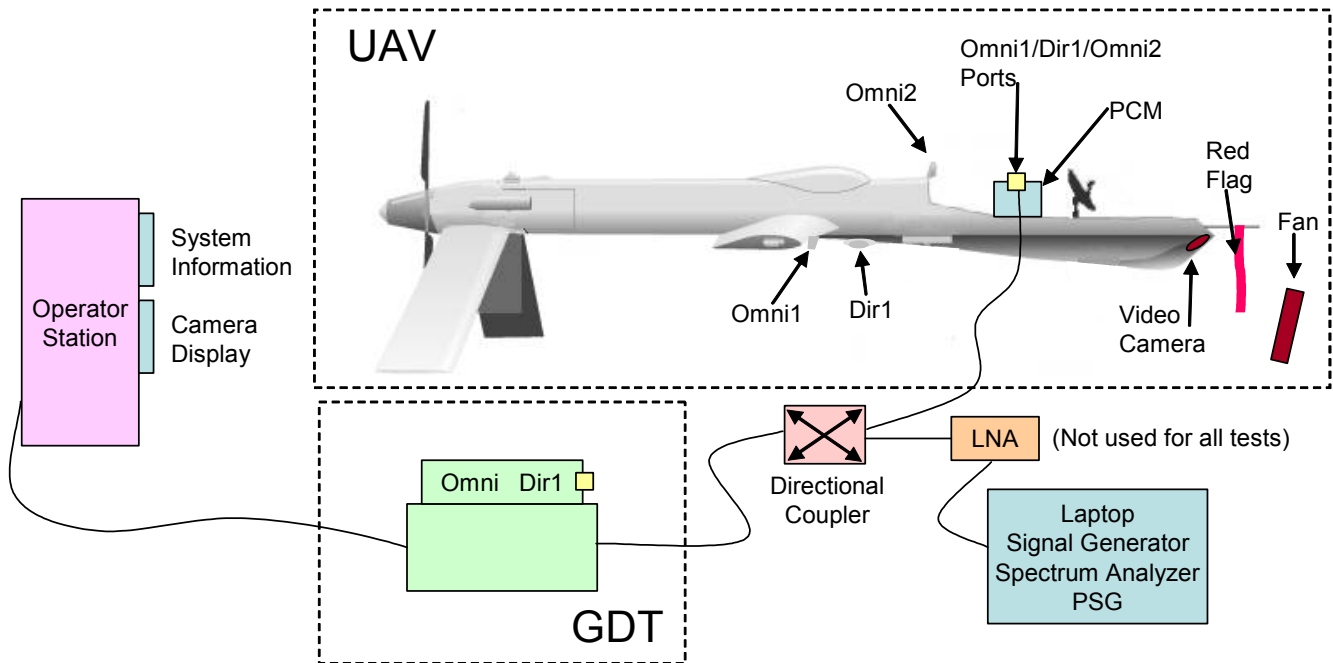 UAV
Omni1/Dir1/Omni2
Ports
Omni2
PCM
Red
Flag
Fan
System
Information
Operator
Station
Camera
Display
Omni1
Dir1
Video
Camera
Omni Dir1
GDT
Directional
Coupler
LNA
(Not used for all tests)
Laptop
Signal Generator
Spectrum Analyzer
PSG